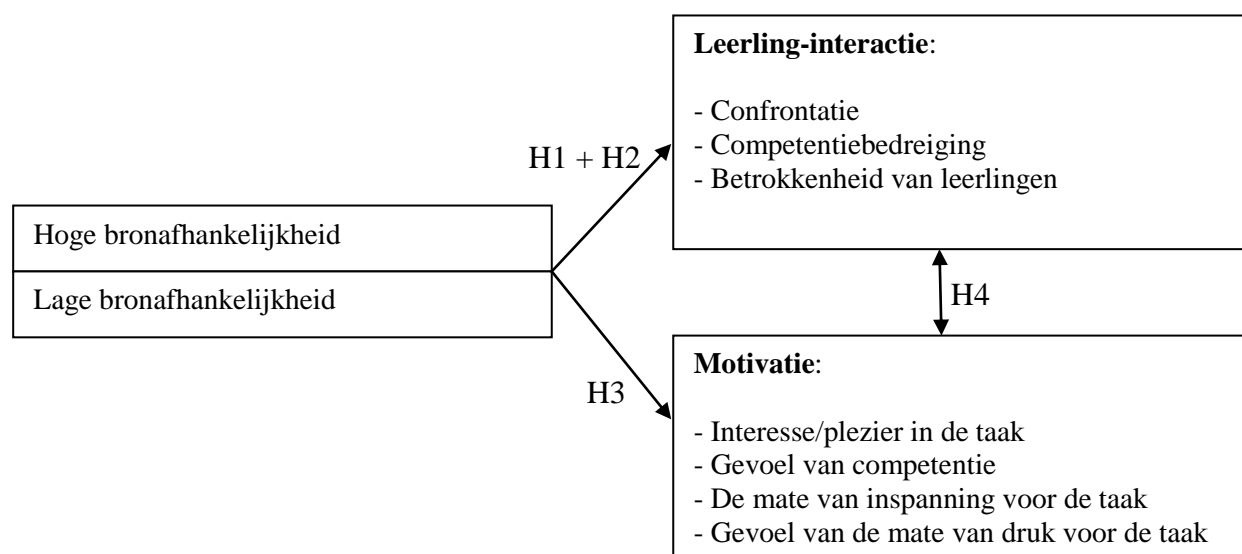 Leerling-interactie:
- Confrontatie
- Competentiebedreiging
- Betrokkenheid van leerlingen
H1 + H2
Hoge bronafhankelijkheid
Lage bronafhankelijkheid
H4
H3
Motivatie:
- Interesse/plezier in de taak
- Gevoel van competentie
- De mate van inspanning voor de taak
- Gevoel van de mate van druk voor de taak